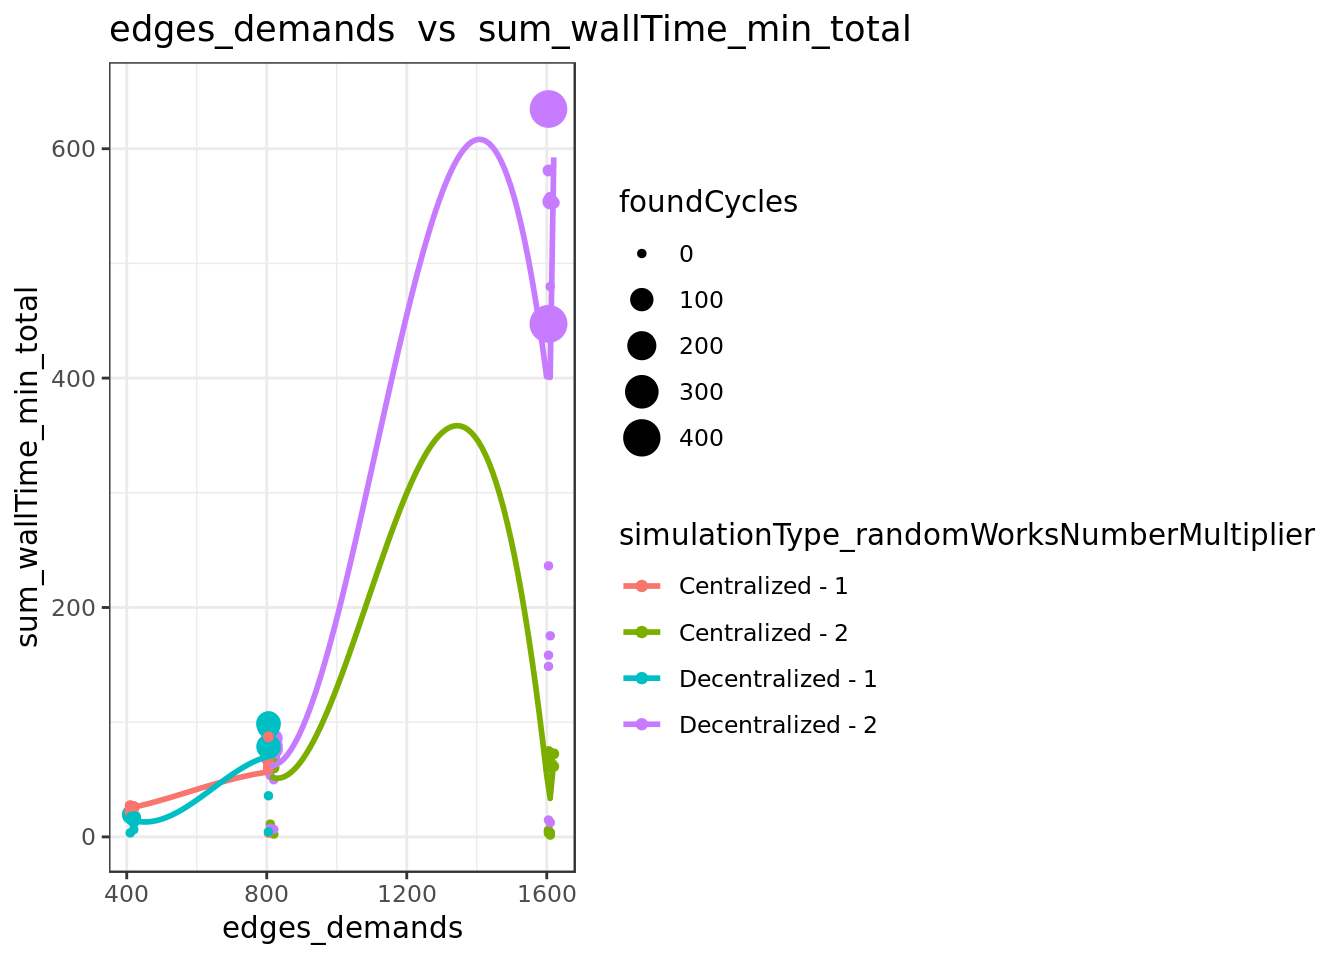 edges_demands vs sum_wallTime_min_total
sum_wallTime_min_total
600
400
200
0
400 800 1200 1600
edges_demands
foundCycles
0
100
200
300
400
simulationType_randomWorksNumberMultiplier
Centralized - 1
Centralized - 2
Decentralized - 1
Decentralized - 2